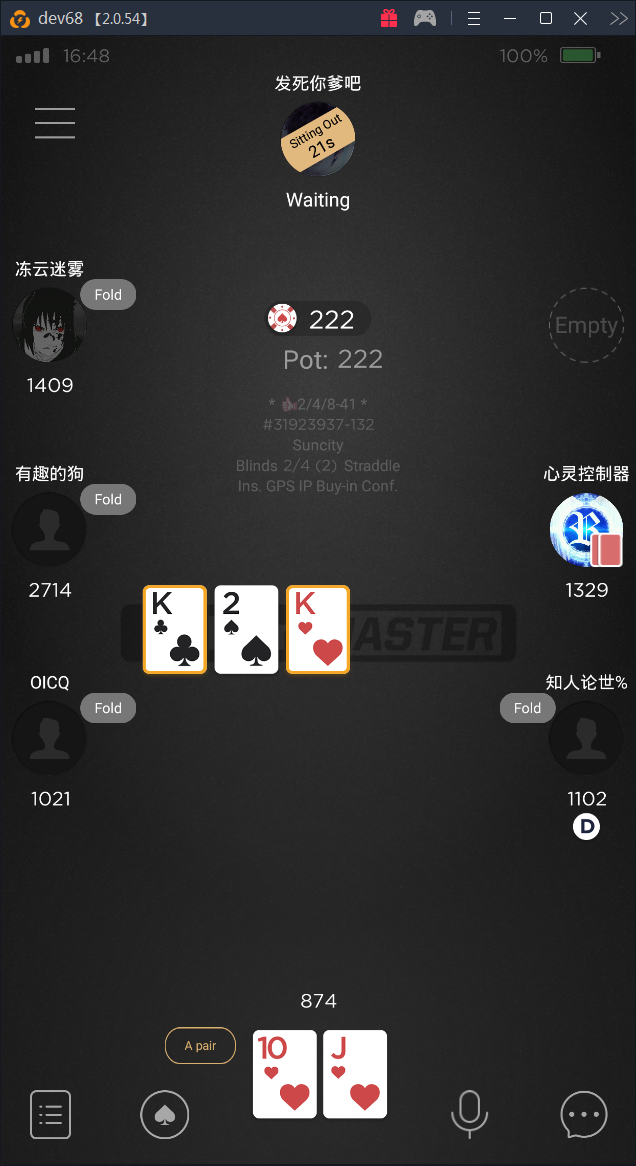 dev68 【2.0.54】
16:48
100%
发死你爹吧
Sitting Out
21s
Waiting
冻云迷雾
Fold
1409
222
Pot: 222
Empty
* 2/4/8-41 *
#31923937-132
Suncity
Blinds 2/4 (2) Straddle
Ins. GPS IP Buy-in Conf.
有趣的狗
Fold
2714
心灵控制器
B
1329
K
2
K
ASTER
OICQ
Fold
1021
知人论世%
Fold
1102
D
874
A pair
10
J